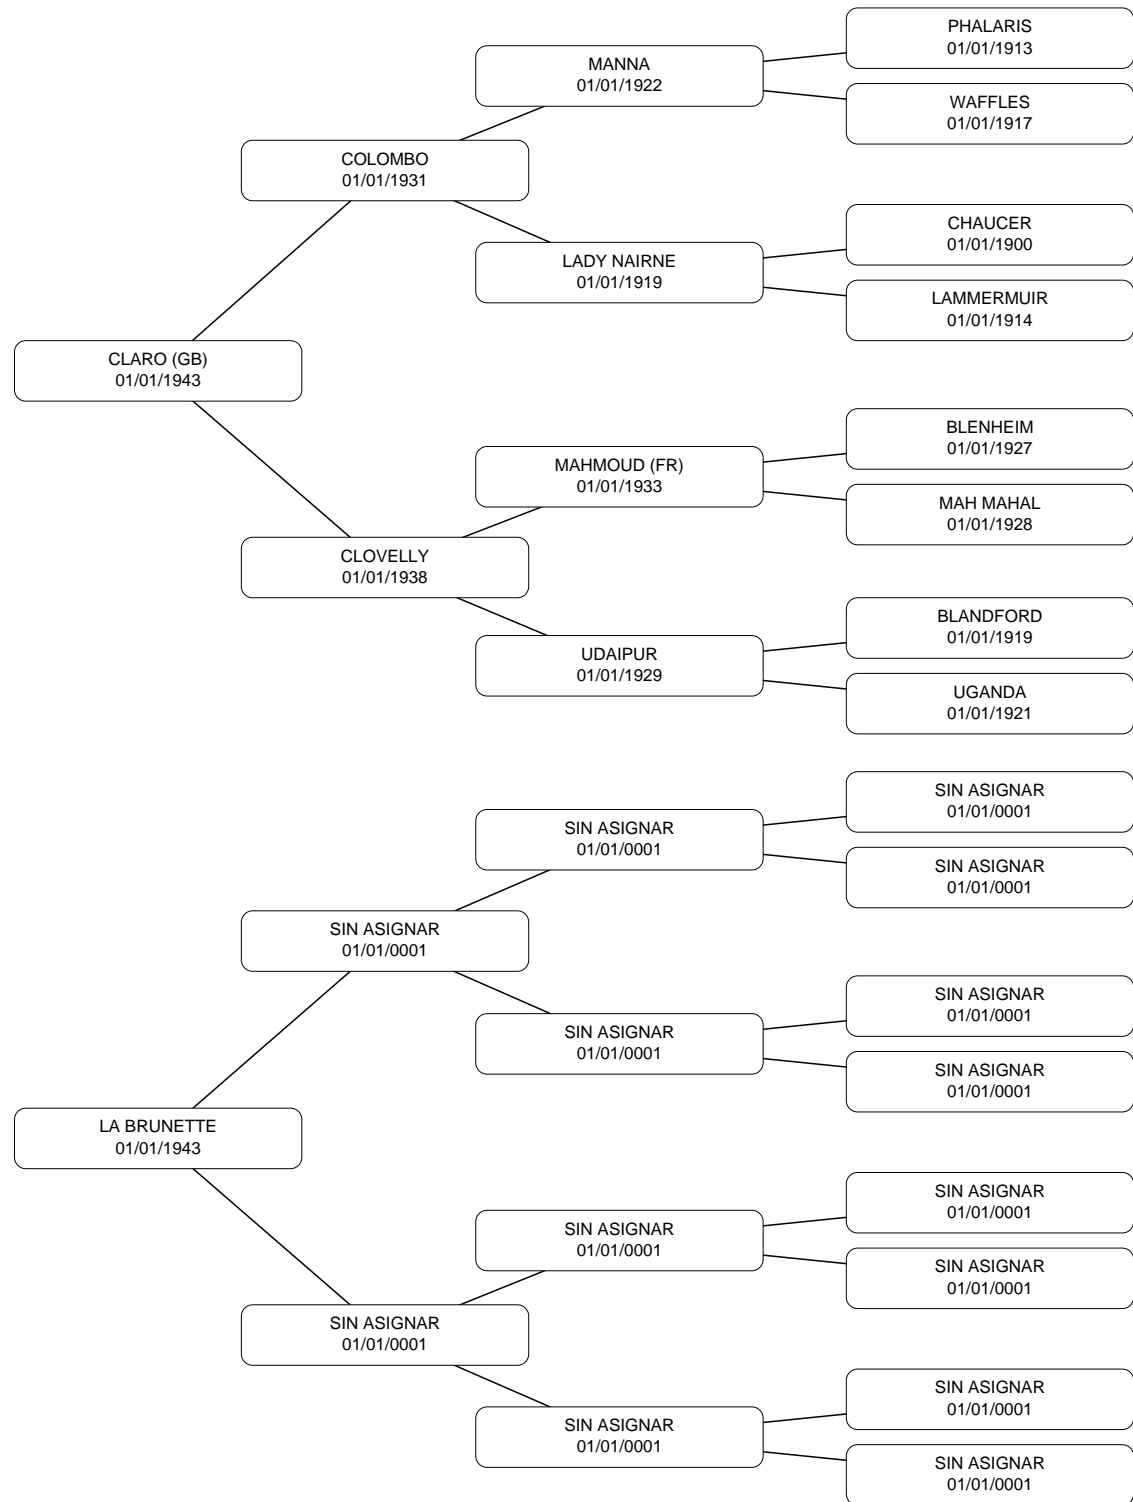 PHALARIS
01/01/1913
MANNA
01/01/1922
WAFFLES
01/01/1917
COLOMBO
01/01/1931
CHAUCER
01/01/1900
LADY NAIRNE
01/01/1919
LAMMERMUIR
01/01/1914
CLARO (GB)
01/01/1943
BLENHEIM
01/01/1927
MAHMOUD (FR)
01/01/1933
MAH MAHAL
01/01/1928
CLOVELLY
01/01/1938
BLANDFORD
01/01/1919
UDAIPUR
01/01/1929
UGANDA
01/01/1921
SIN ASIGNAR
01/01/0001
SIN ASIGNAR
01/01/0001
SIN ASIGNAR
01/01/0001
SIN ASIGNAR
01/01/0001
SIN ASIGNAR
01/01/0001
SIN ASIGNAR
01/01/0001
SIN ASIGNAR
01/01/0001
LA BRUNETTE
01/01/1943
SIN ASIGNAR
01/01/0001
SIN ASIGNAR
01/01/0001
SIN ASIGNAR
01/01/0001
SIN ASIGNAR
01/01/0001
SIN ASIGNAR
01/01/0001
SIN ASIGNAR
01/01/0001
SIN ASIGNAR
01/01/0001